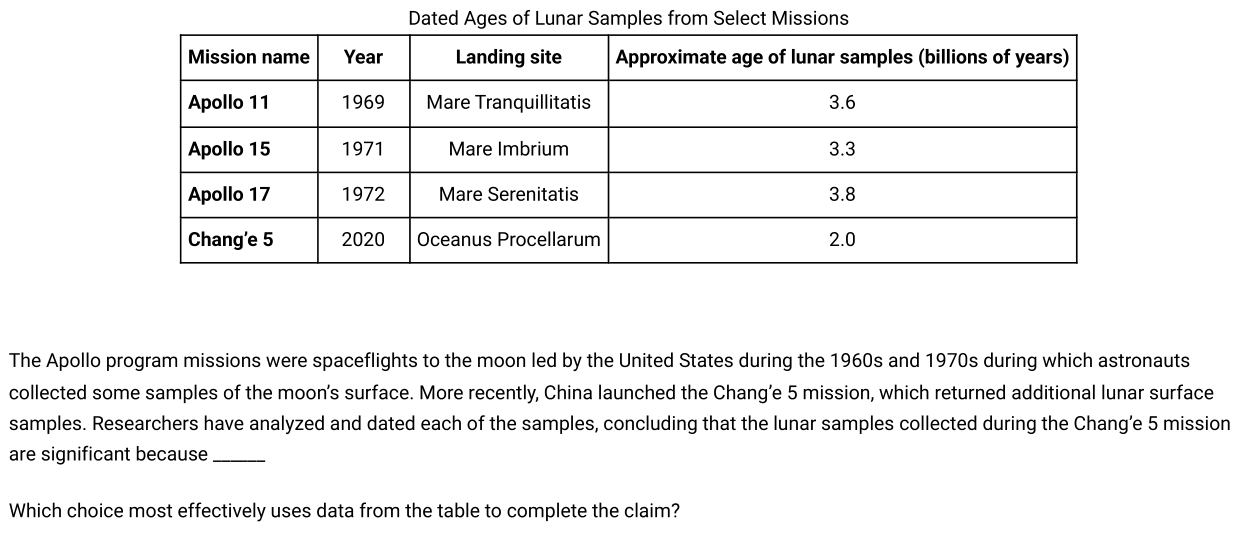 Dated Ages of Lunar Samples from Select Missions
Mission name Year Landing site Approximate age of lunar samples (billions of years)
Apollo 11 1969 Mare Tranquillitatis 3.6
Apollo 15 1971 Mare Imbrium 3.3
Apollo 17 1972 Mare Serenitatis 3.8
Chang’e 5 2020 Oceanus Procellarum 2.0
The Apollo program missions were spaceflights to the moon led by the United States during the 1960s and 1970s during which astronauts
collected some samples of the moon’s surface. More recently, China launched the Chang’e 5 mission, which returned additional lunar surface
samples. Researchers have analyzed and dated each of the samples, concluding that the lunar samples collected during the Chang’e 5 mission
are significant because ______
Which choice most effectively uses data from the table to complete the claim?